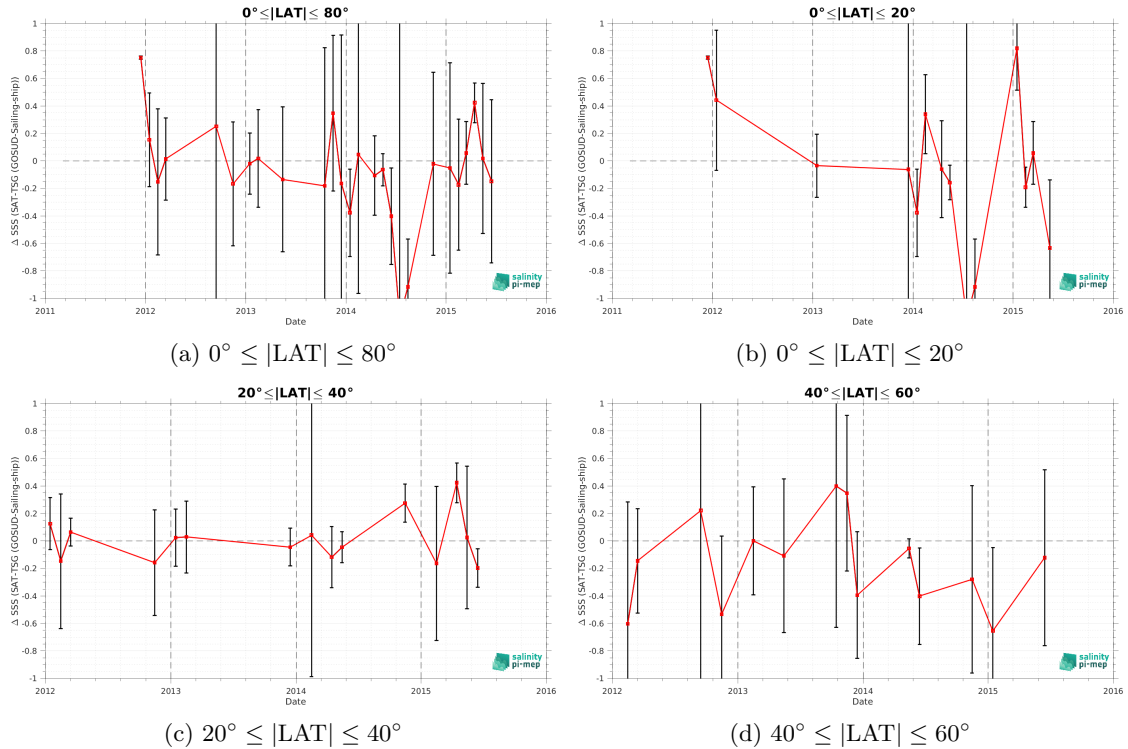 0°≤|LAT|≤ 80°
Δ SSS (SAT-TSG (GOSUD-Sailing-ship))
1
0.8
0.6
0.4
0.2
0
-0.2
-0.4
-0.6
-0.8
-1
2011 2012 2013 2014 2015 2016
Date
salinity
pi-mep
(a) 0° ≤ |LAT| ≤ 80°
0°≤|LAT|≤ 20°
Δ SSS (SAT-TSG (GOSUD-Sailing-ship))
1
0.8
0.6
0.4
0.2
0
-0.2
-0.4
-0.6
-0.8
-1
2011 2012 2013 2014 2015 2016
Date
salinity
pi-mep
(b) 0° ≤ |LAT| ≤ 20°
20°≤|LAT|≤ 40°
Δ SSS (SAT-TSG (GOSUD-Sailing-ship))
1
0.8
0.6
0.4
0.2
0
-0.2
-0.4
-0.6
-0.8
-1
2012 2013 2014 2015 2016
Date
salinity
pi-mep
(c) 20° ≤ |LAT| ≤ 40°
40°≤|LAT|≤ 60°
Δ SSS (SAT-TSG (GOSUD-Sailing-ship))
1
0.8
0.6
0.4
0.2
0
-0.2
-0.4
-0.6
-0.8
-1
2012 2013 2014 2015 2016
Date
salinity
pi-mep
(d) 40° ≤ |LAT| ≤ 60°